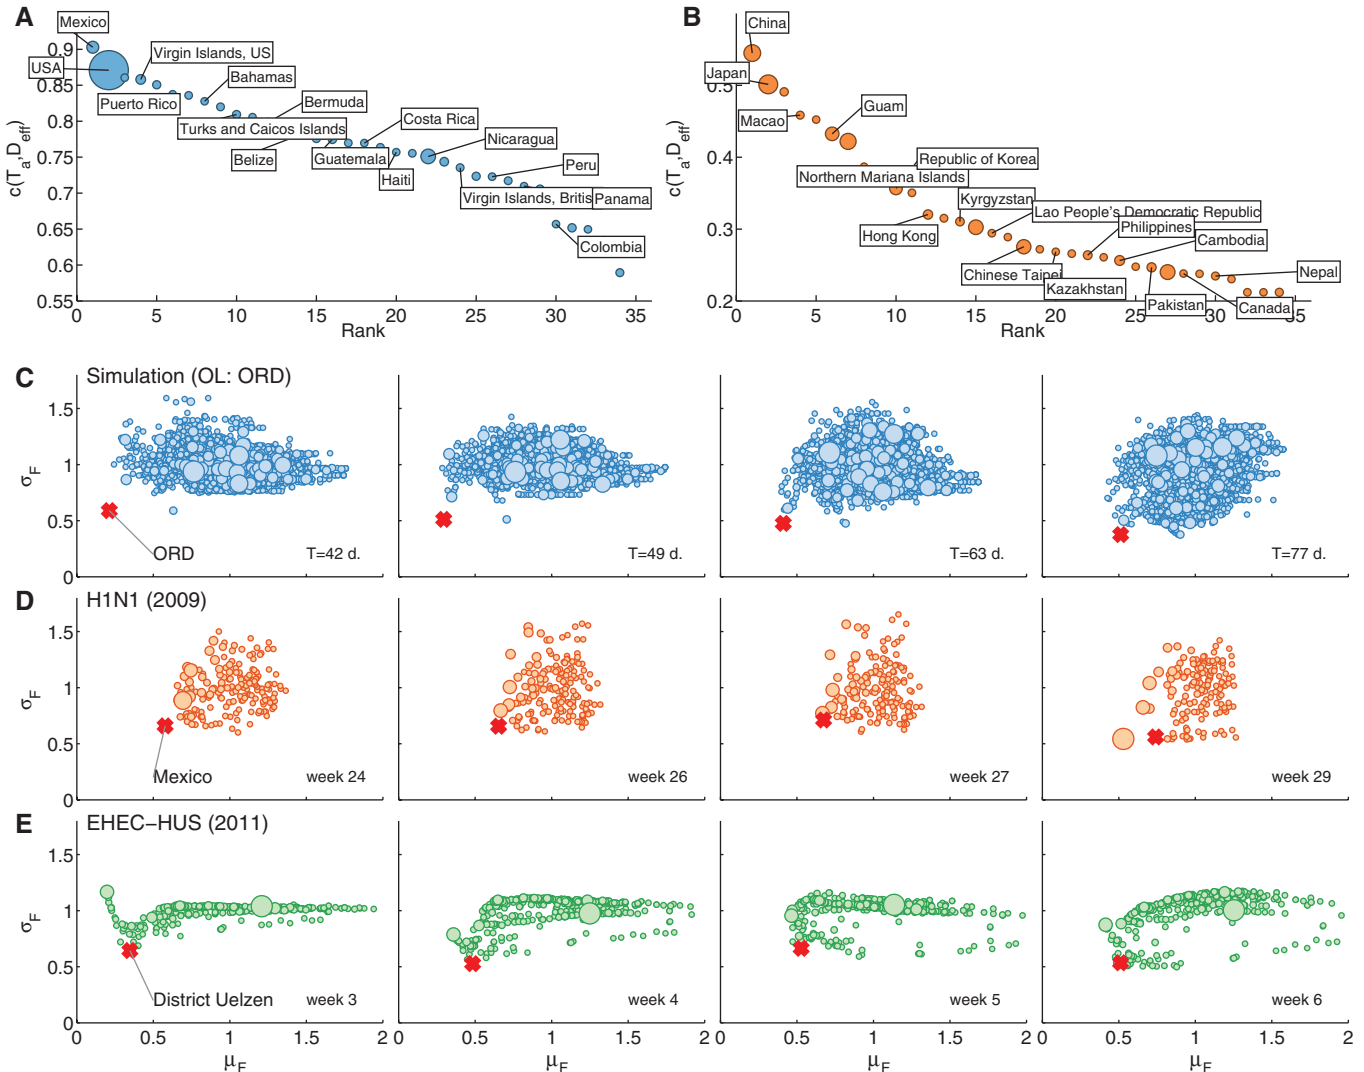 A
Mexico
USA
Virgin Islands, US
Bahamas
Puerto Rico
Bermuda
Turks and Caicos Islands
Costa Rica
Belize
Guatemala
Nicaragua
Haiti
Peru
Virgin Islands, Britis
Panama
Colombia
0.9
0.85
0.8
0.75
0.7
0.65
0.6
0.55
c(Ta,Deff)
0 5 10 15 20 25 30 35
Rank
B
China
Japan
Macao
Guam
Republic of Korea
Northern Mariana Islands
Kyrgyzstan
Hong Kong
Lao People's Democratic Republic
Philippines
Cambodia
Chinese Taipei
Kazakhstan
Nepal
Pakistan
Canada
0.5
0.4
0.3
0.2
c(Ta,Deff)
0 5 10 15 20 25 30 35
Rank
C
Simulation (OL: ORD)
1.5
1
0.5
0
σF
ORD
T=42 d.
T=49 d.
T=63 d.
T=77 d.
D
H1N1 (2009)
1.5
1
0.5
0
σF
Mexico
week 24
week 26
week 27
week 29
E
EHEC−HUS (2011)
1.5
1
0.5
0
σF
District Uelzen
week 3
week 4
week 5
week 6
0 0.5 1 1.5 2
0.5 1 1.5 2
0.5 1 1.5 2
0.5 1 1.5 2
μF
μF
μF
μF